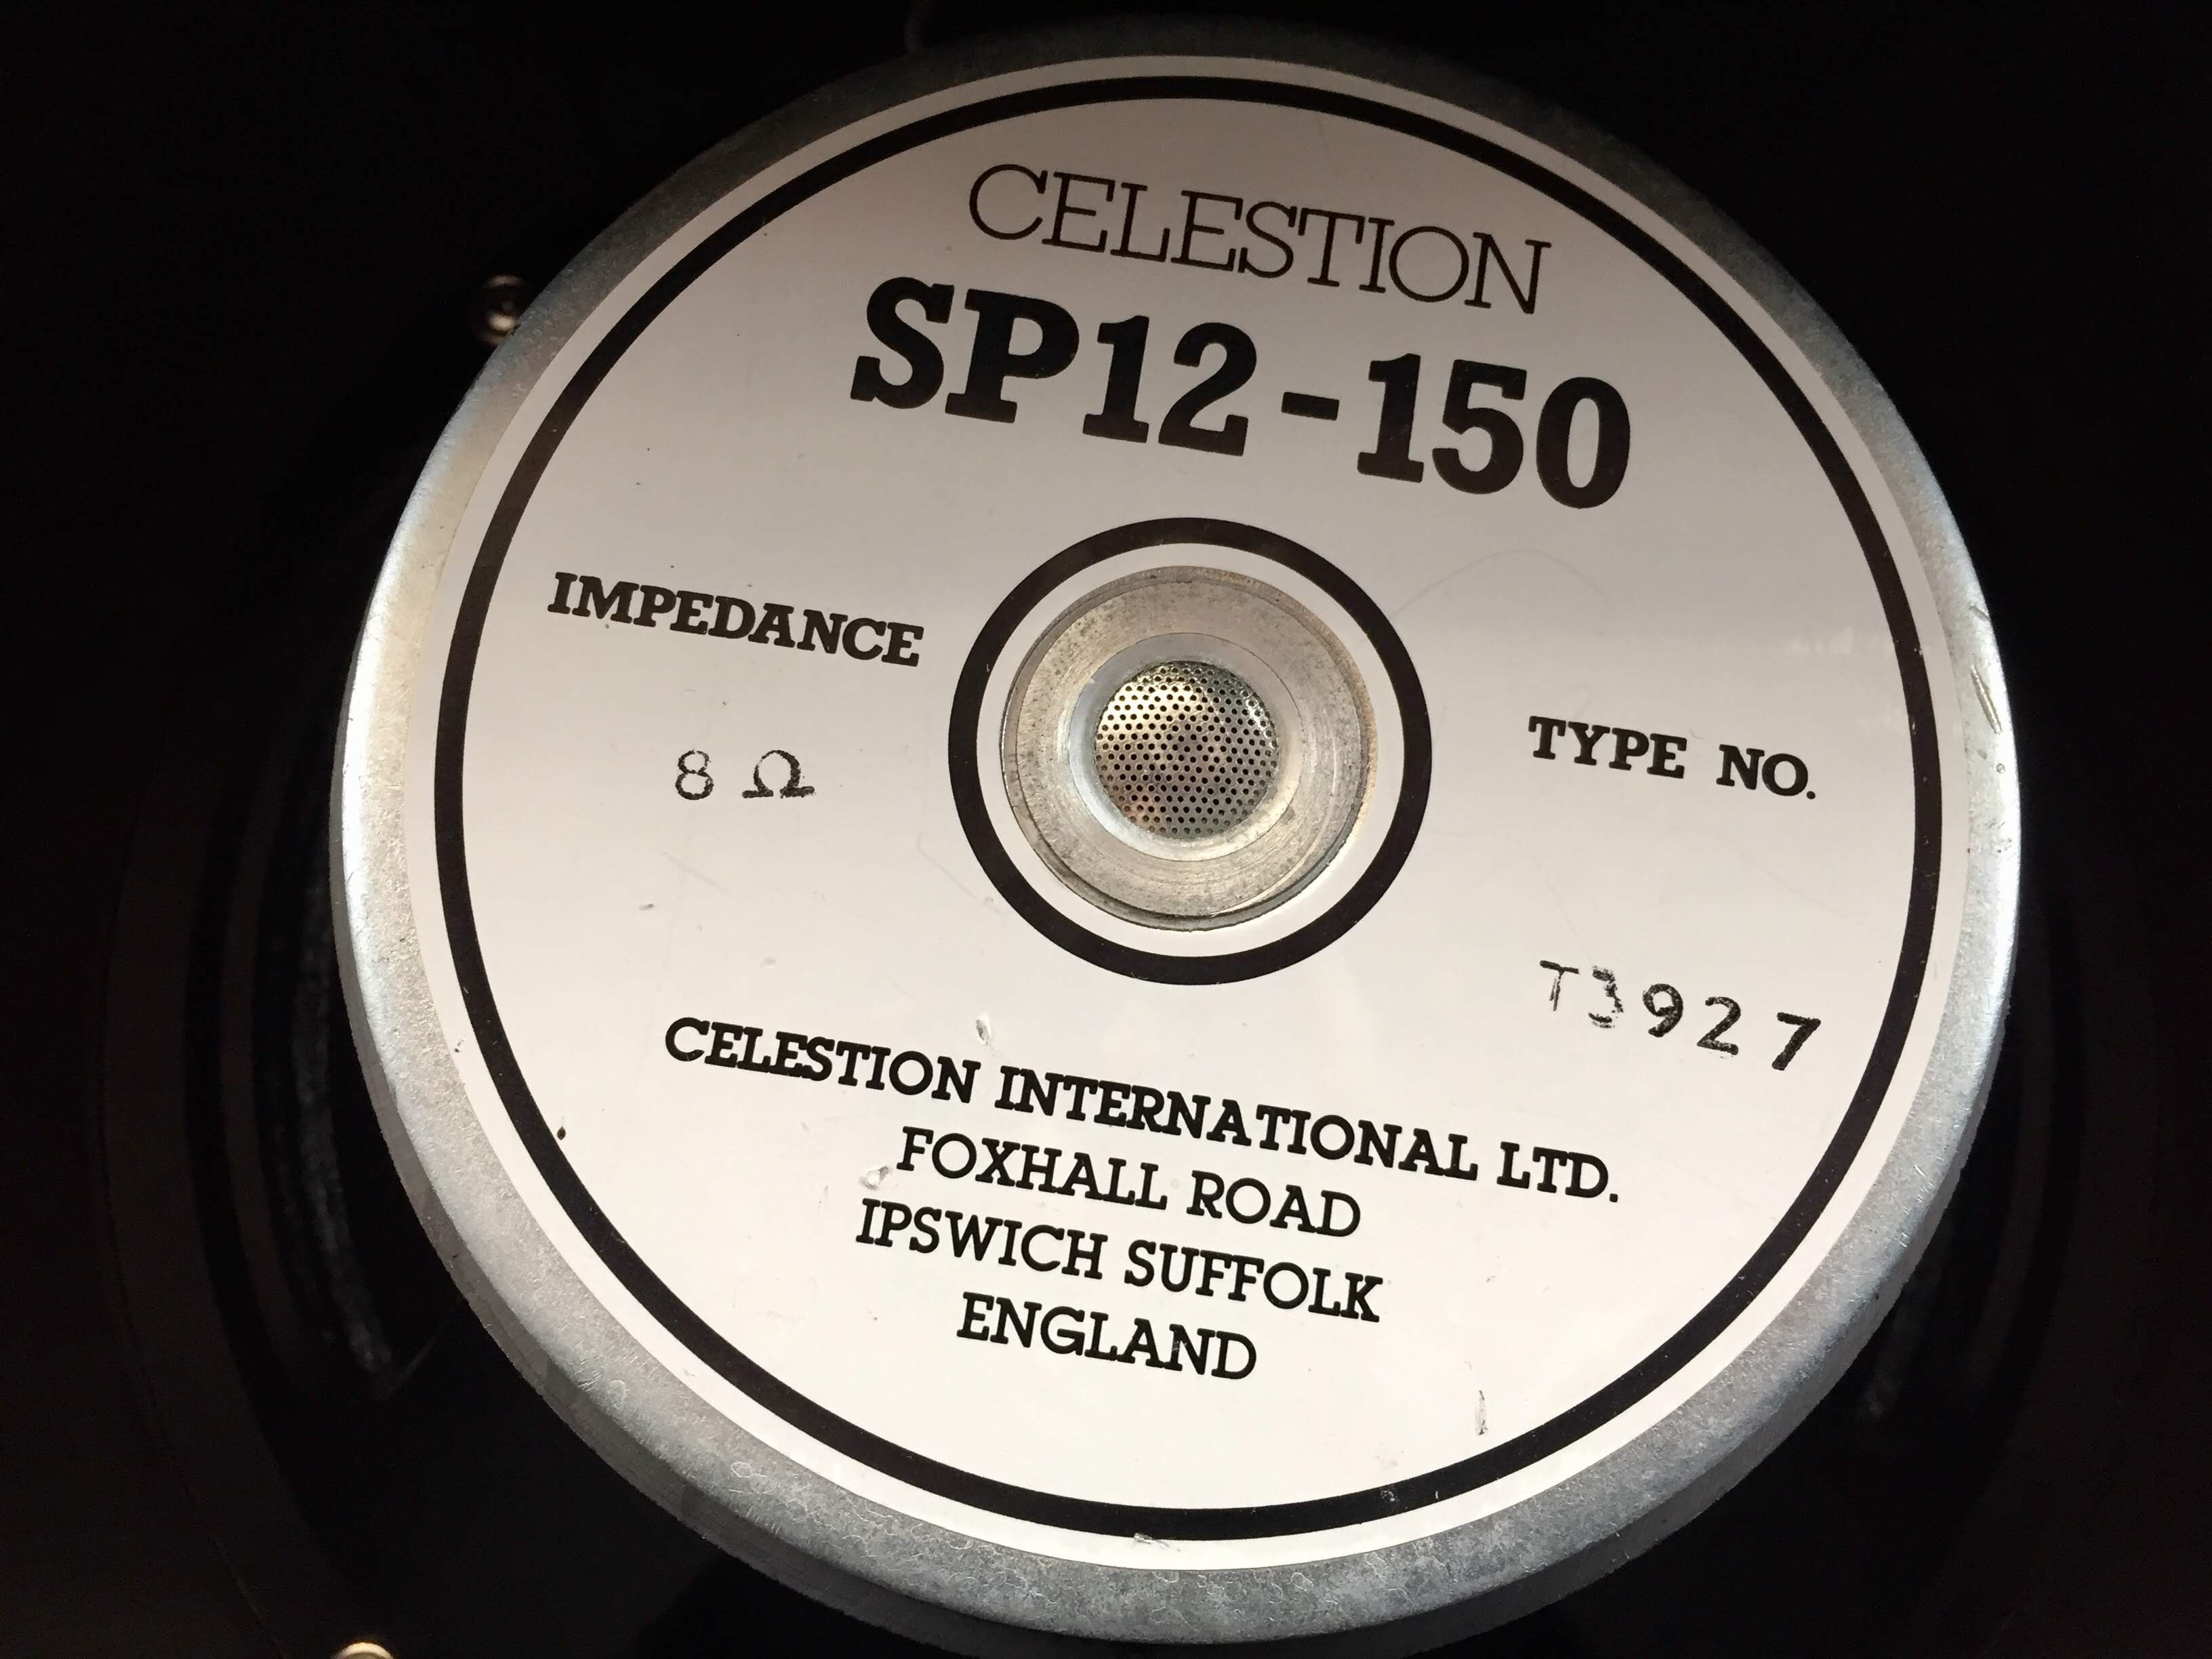 CELESTION
SP12-150
IMPEDANCE
8 Ω
TYPE NO.
T3927
CELESTION INTERNATIONAL LTD.
FOXHALL ROAD
IPSWICH SUFFOLK
ENGLAND